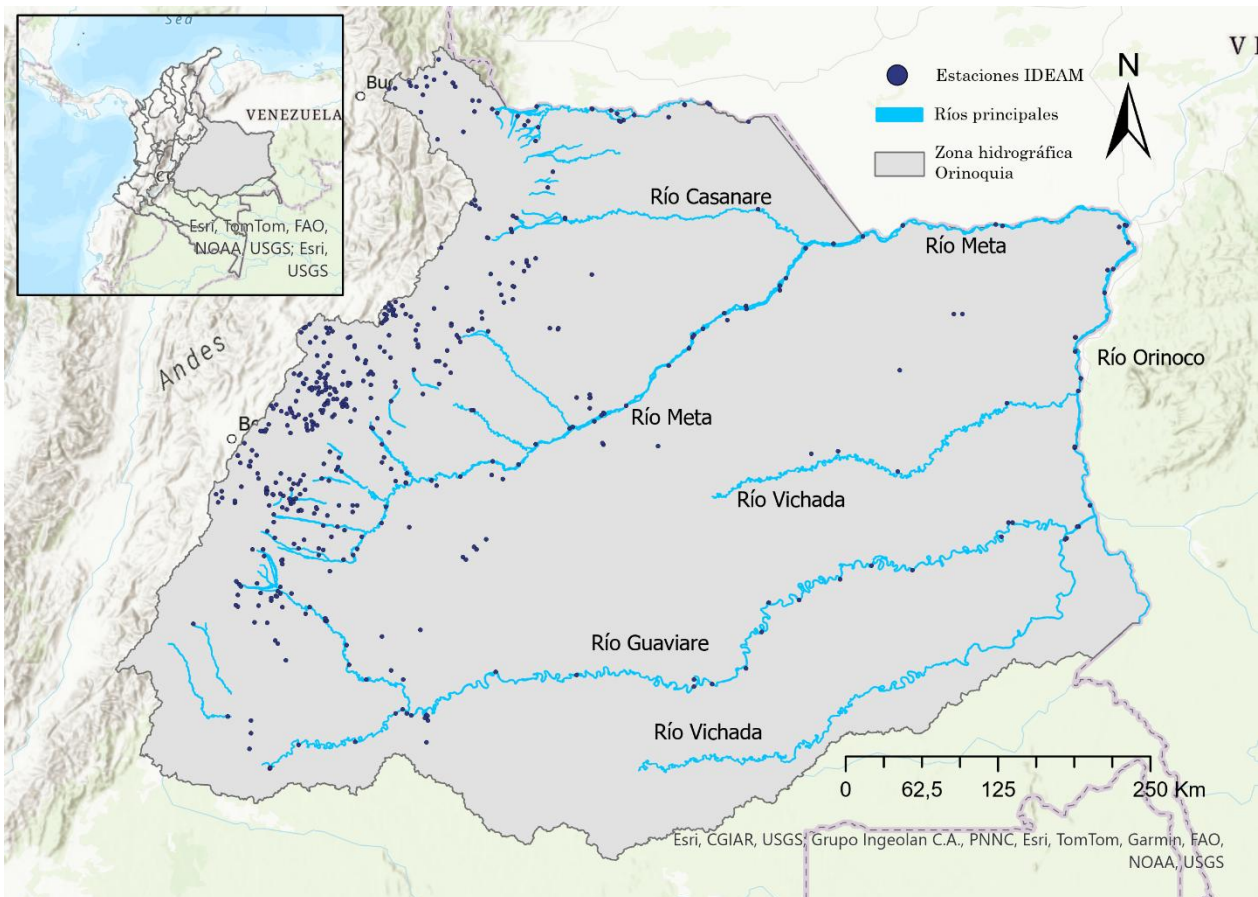 Sea
VENEZUELA
Esri, TomTom, FAO,
NOAA, USGS; Esri,
USGS
Estaciones IDEAM
Ríos principales
Zona hidrográfica
Orinoquia
N
Río Casanare
Río Meta
Río Orinoco
Andes
Río Meta
Río Vichada
Río Guaviare
Río Vichada
0 62,5 125 250 Km
Esri, CGIAR, USGS; Grupo Ingeolan C.A., PNNC, Esri, TomTom, Garmin, FAO,
NOAA, USGS